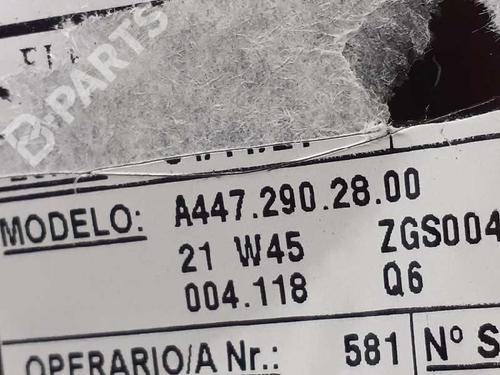 B-PARTS
MODELO: A447.290.28.00
21 W45 ZGS004
004.118 Q6
OPERARIO/A Nr.: 581 Nº S